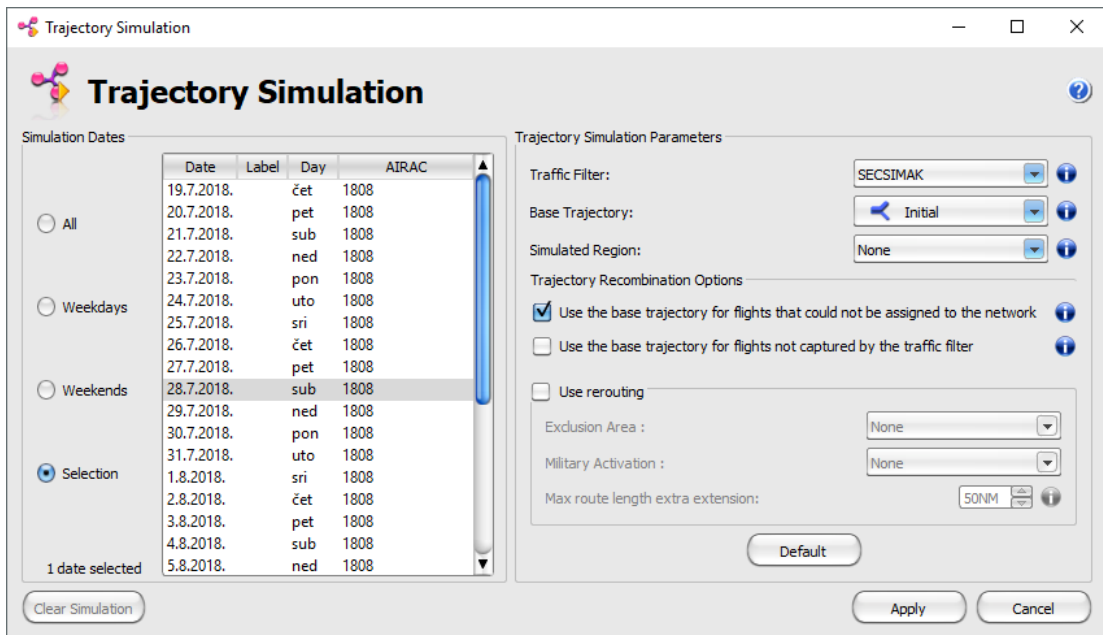 Trajectory Simulation
Trajectory Simulation
Simulation Dates
Date Label Day AIRAC
19.7.2018. čet 1808
20.7.2018. pet 1808
21.7.2018. sub 1808
22.7.2018. ned 1808
23.7.2018. pon 1808
24.7.2018. uto 1808
25.7.2018. sri 1808
26.7.2018. čet 1808
27.7.2018. pet 1808
28.7.2018. sub 1808
29.7.2018. ned 1808
30.7.2018. pon 1808
31.7.2018. uto 1808
1.8.2018. sri 1808
2.8.2018. čet 1808
3.8.2018. pet 1808
4.8.2018. sub 1808
5.8.2018. ned 1808
All
Weekdays
Weekends
Selection
1 date selected
Clear Simulation
Trajectory Simulation Parameters
Traffic Filter: SECSIMAK
Base Trajectory: Initial
Simulated Region: None
Trajectory Recombination Options
Use the base trajectory for flights that could not be assigned to the network
Use the base trajectory for flights not captured by the traffic filter
Use rerouting
Exclusion Area : None
Military Activation : None
Max route length extra extension: 50NM
Default
Apply Cancel